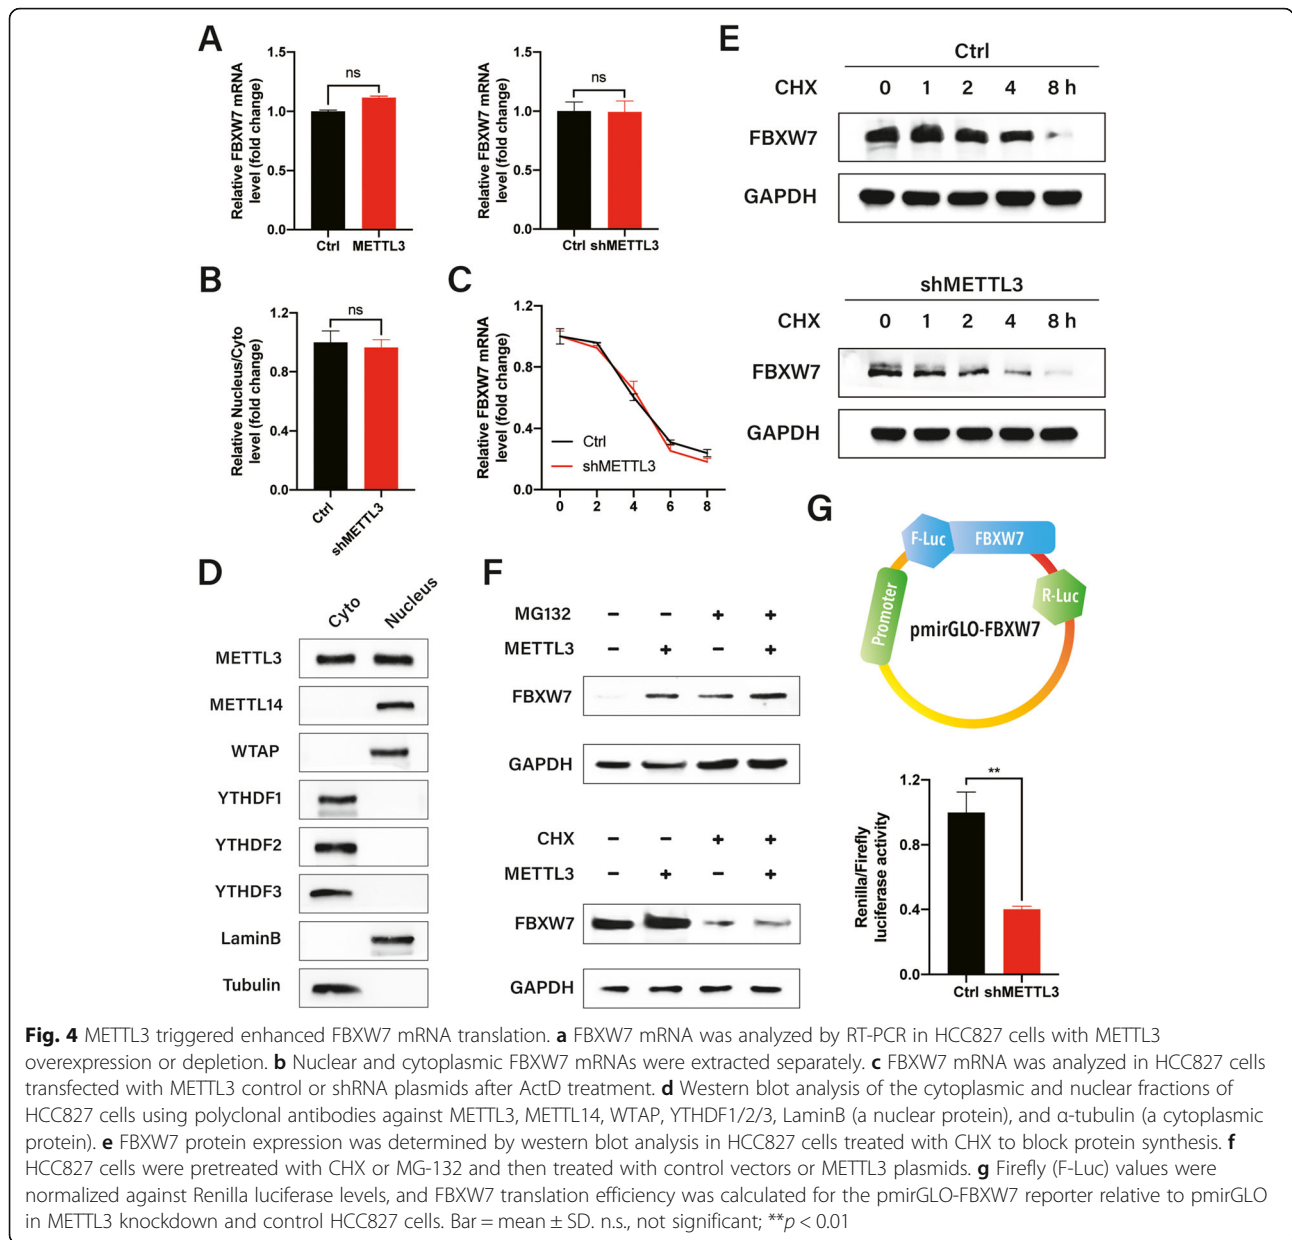 A
Relative FBXW7 mRNA
level (fold change)
1.5
1.0
0.5
0.0
ns
Ctrl METTL3
Relative FBXW7 mRNA
level (fold change)
1.5
1.0
0.5
0.0
ns
Ctrl shMETTL3
B
Relative Nucleus/Cyto
level (fold change)
1.2
0.8
0.4
0.0
ns
Ctrl
shMETTL3
C
Relative FBXW7 mRNA
level (fold change)
1.2
0.8
0.4
0.0
Ctrl
shMETTL3
0 2 4 6 8
D
Cyto Nucleus
METTL3
METTL14
WTAP
YTHDF1
YTHDF2
YTHDF3
LaminB
Tubulin
E
Ctrl
CHX 0 1 2 4 8 h
FBXW7
GAPDH
shMETTL3
CHX 0 1 2 4 8 h
FBXW7
GAPDH
F
MG132 – – + +
METTL3 – + – +
FBXW7
GAPDH
CHX – – + +
METTL3 – + – +
FBXW7
GAPDH
G
F-Luc FBXW7
R-Luc
Promoter
pmirGLO-FBXW7
Renilla/Firefly
luciferase activity
1.2
0.8
0.4
0.0
**
Ctrl shMETTL3
Fig. 4 METTL3 triggered enhanced FBXW7 mRNA translation. a FBXW7 mRNA was analyzed by RT-PCR in HCC827 cells with METTL3
overexpression or depletion. b Nuclear and cytoplasmic FBXW7 mRNAs were extracted separately. c FBXW7 mRNA was analyzed in HCC827 cells
transfected with METTL3 control or shRNA plasmids after ActD treatment. d Western blot analysis of the cytoplasmic and nuclear fractions of
HCC827 cells using polyclonal antibodies against METTL3, METTL14, WTAP, YTHDF1/2/3, LaminB (a nuclear protein), and α-tubulin (a cytoplasmic
protein). e FBXW7 protein expression was determined by western blot analysis in HCC827 cells treated with CHX to block protein synthesis. f
HCC827 cells were pretreated with CHX or MG-132 and then treated with control vectors or METTL3 plasmids. g Firefly (F-Luc) values were
normalized against Renilla luciferase levels, and FBXW7 translation efficiency was calculated for the pmirGLO-FBXW7 reporter relative to pmirGLO
in METTL3 knockdown and control HCC827 cells. Bar = mean ± SD. n.s., not significant; **p < 0.01